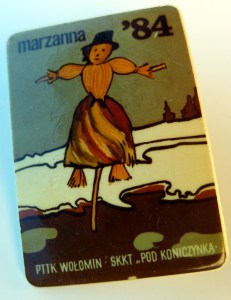 marzanna '84
PTTK WOŁOMIN : SKKT „POD KONICZYNKĄ"